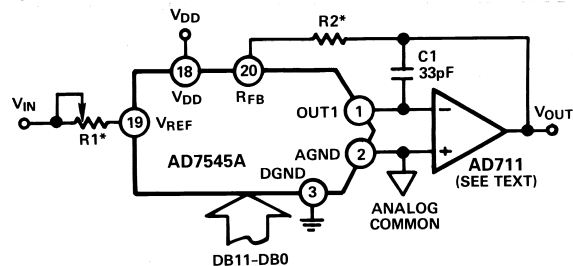 VDD
R2*
C1
33pF
18
VDD
20
RFB
VIN
R1*
19
VREF
OUT1
1
−
VOUT
AD7545A
AGND
2
+
AD711
(SEE TEXT)
DGND
3
ANALOG
COMMON
DB11–DB0